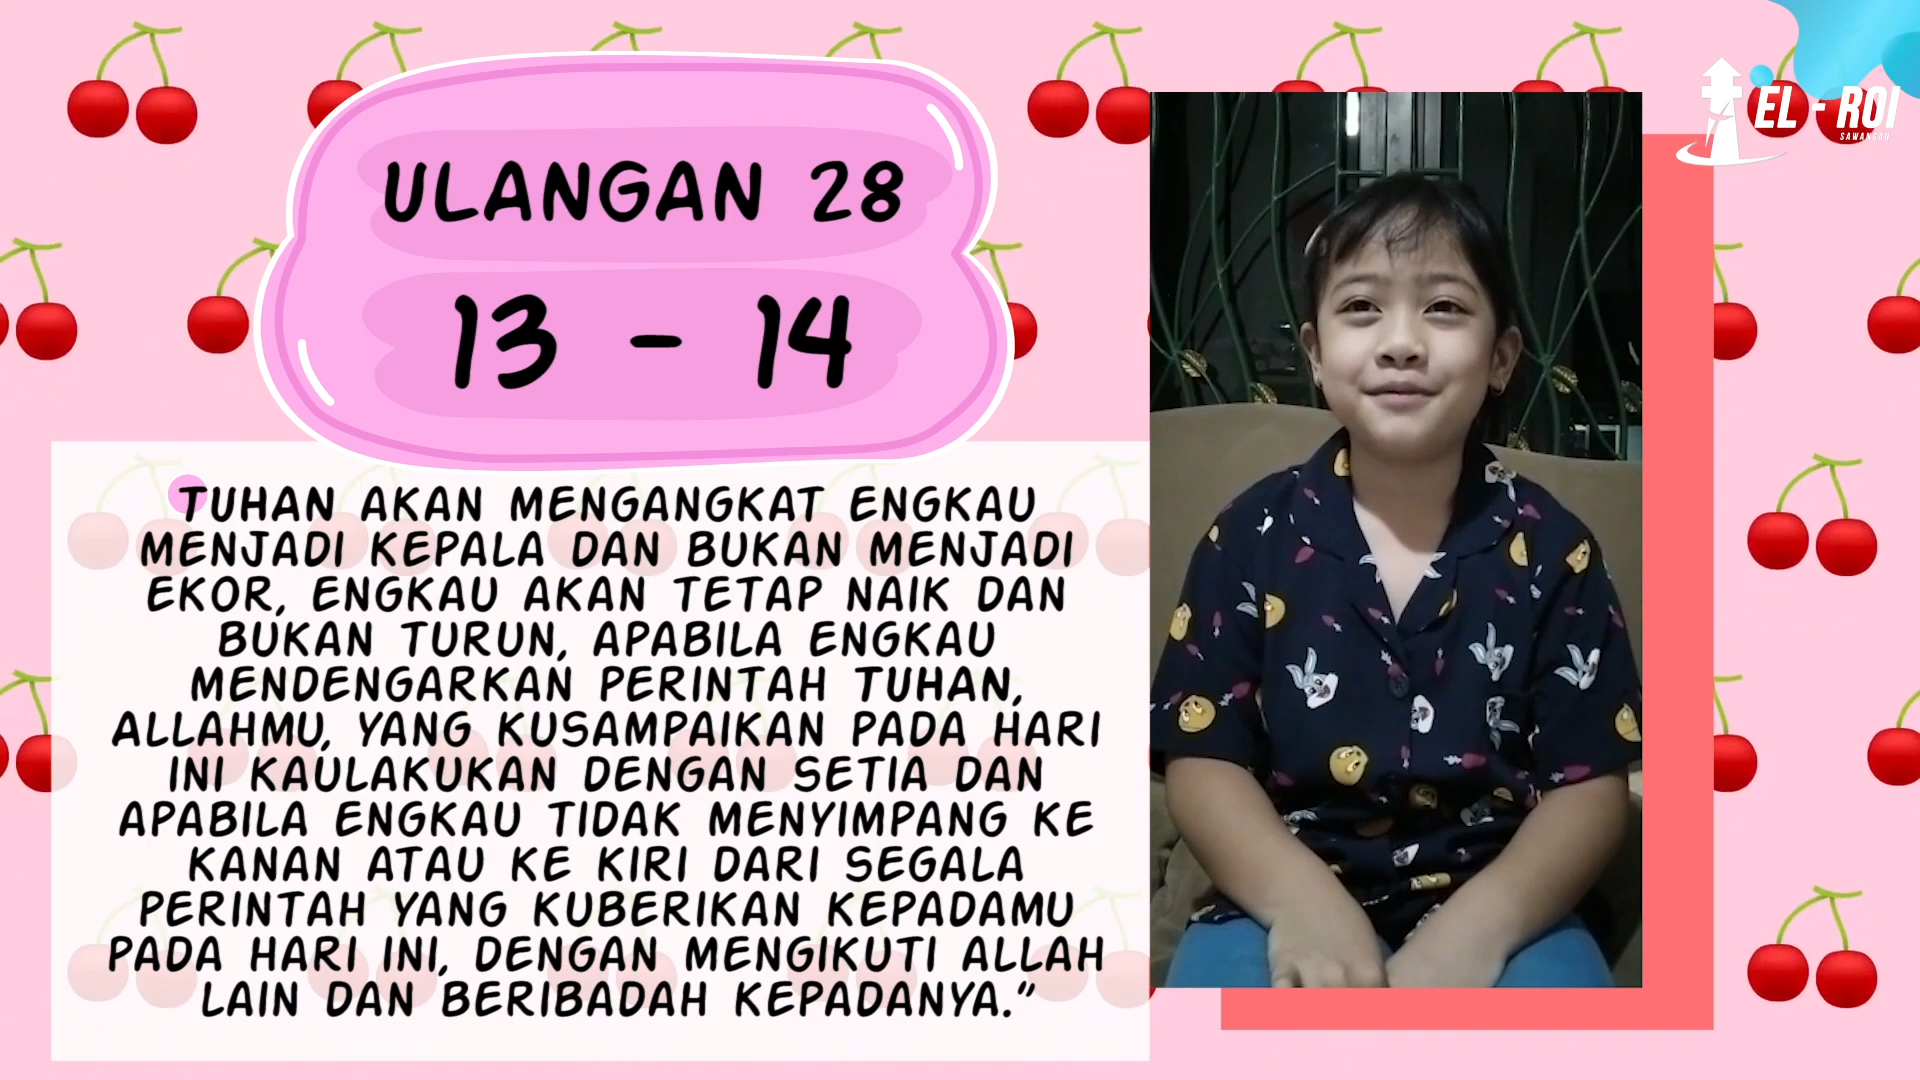 ULANGAN 28
13 - 14
TUHAN AKAN MENGANGKAT ENGKAU
MENJADI KEPALA DAN BUKAN MENJADI
EKOR, ENGKAU AKAN TETAP NAIK DAN
BUKAN TURUN, APABILA ENGKAU
MENDENGARKAN PERINTAH TUHAN,
ALLAHMU, YANG KUSAMPAIKAN PADA HARI
INI KAULAKUKAN DENGAN SETIA DAN
APABILA ENGKAU TIDAK MENYIMPANG KE
KANAN ATAU KE KIRI DARI SEGALA
PERINTAH YANG KUBERIKAN KEPADAMU
PADA HARI INI, DENGAN MENGIKUTI ALLAH
LAIN DAN BERIBADAH KEPADANYA.”
EL - ROI
SAWANGAN